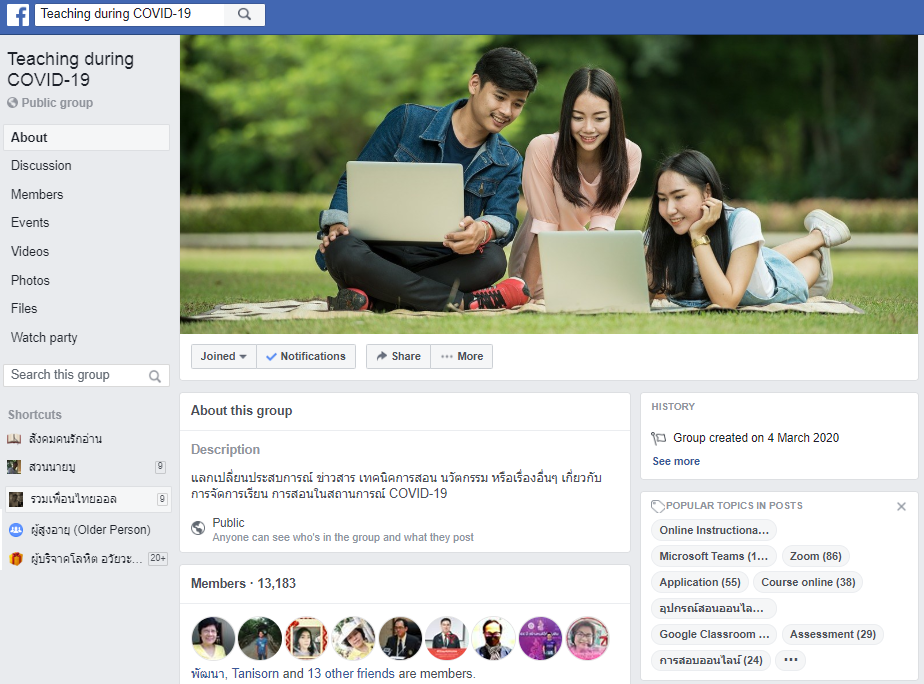 Teaching during COVID-19
Teaching during
COVID-19
Public group
About
Discussion
Members
Events
Videos
Photos
Files
Watch party
Search this group
Shortcuts
สังคมคนรักอ่าน
สวนนายบู 9
รวมเพื่อนไทยออล 9
ผู้สูงอายุ (Older Person)
ผู้บริจาคโลหิต อวัยวะ... 20+
Joined Notifications Share ··· More
About this group
Description
แลกเปลี่ยนประสบการณ์ ข่าวสาร เทคนิคการสอน นวัตกรรม หรือเรื่องอื่นๆ เกี่ยวกับ
การจัดการเรียน การสอนในสถานการณ์ COVID-19
Public
Anyone can see who's in the group and what they post
Members · 13,183
พัฒนา, Tanisorn and 13 other friends are members.
HISTORY
Group created on 4 March 2020
See more
POPULAR TOPICS IN POSTS
Online Instructiona...
Microsoft Teams (1... Zoom (86)
Application (55) Course online (38)
อุปกรณ์สอนออนไล...
Google Classroom ... Assessment (29)
การสอบออนไลน์ (24) ···